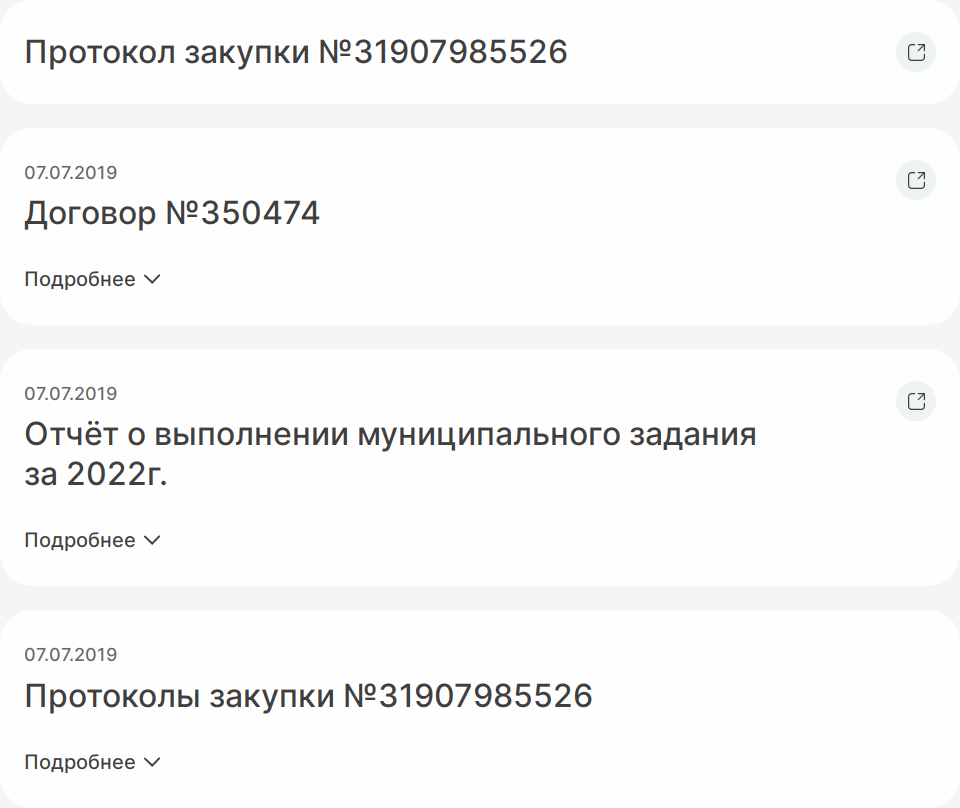 Протокол закупки №31907985526
07.07.2019
Договор №350474
Подробнее
07.07.2019
Отчёт о выполнении муниципального задания
за 2022г.
Подробнее
07.07.2019
Протоколы закупки №31907985526
Подробнее